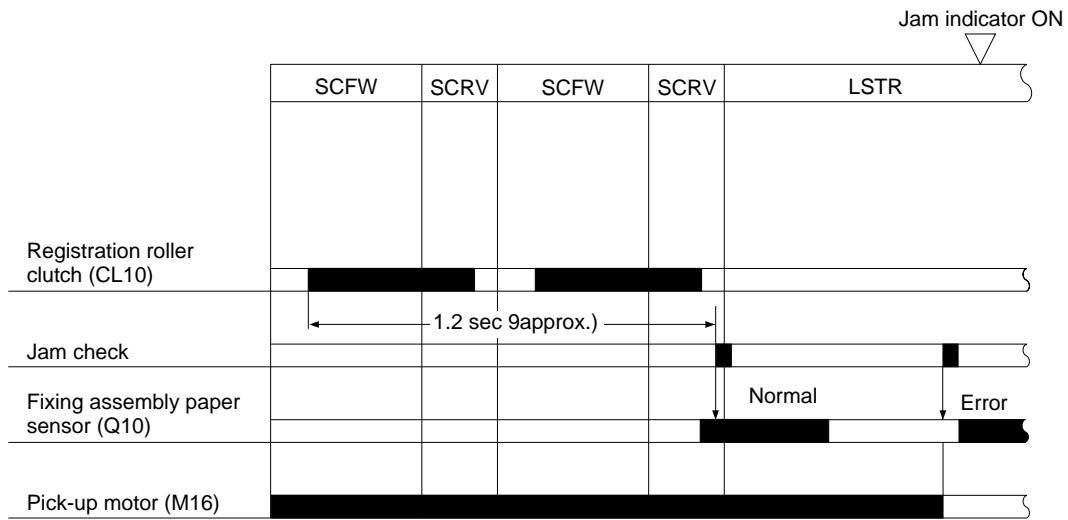 Jam indicator ON
SCFW SCRV SCFW SCRV LSTR
Registration roller
clutch (CL10)
1.2 sec 9approx.)
Jam check
Normal
Error
Fixing assembly paper
sensor (Q10)
Pick-up motor (M16)